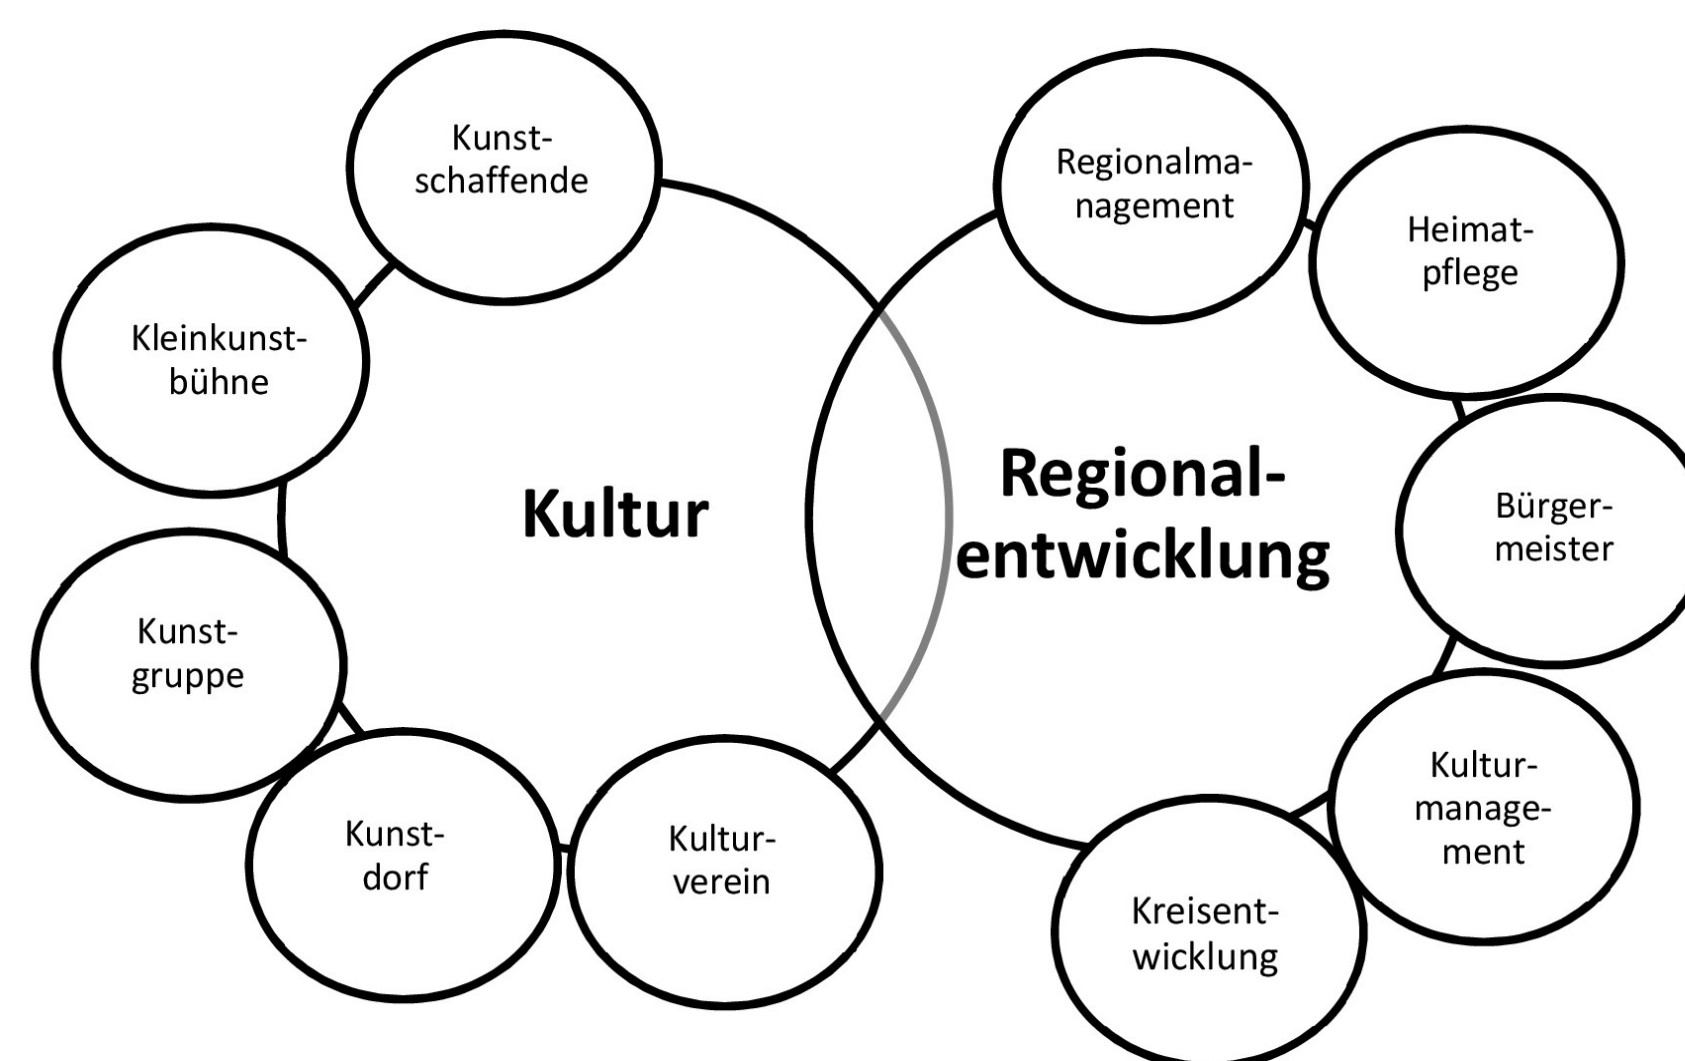 Kunst-
schaffende
Kleinkunst-
bühne
Kunst-
gruppe
Kunst-
dorf
Kultur-
verein
Kultur
Regional-
entwicklung
Regionalma-
nagement
Heimat-
pflege
Bürger-
meister
Kultur-
manage-
ment
Kreisent-
wicklung